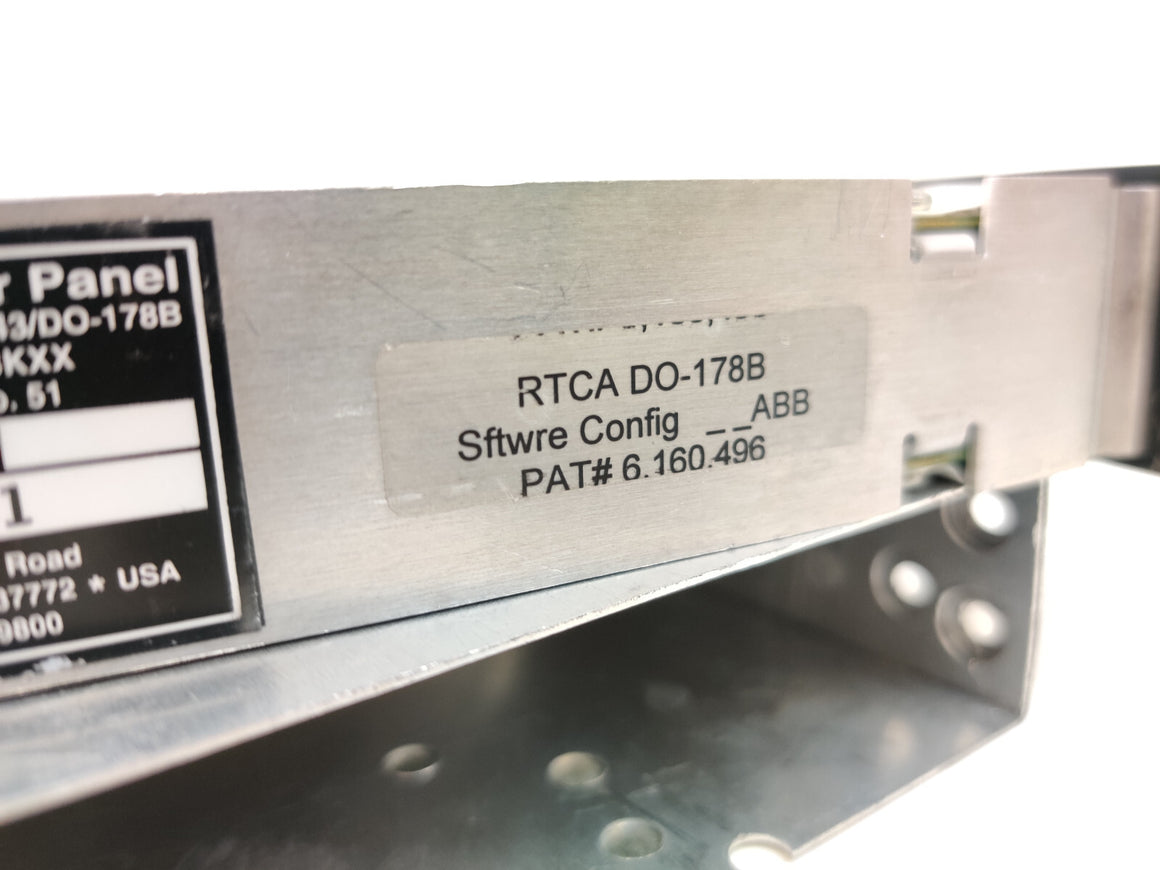 r Panel
43/DO-178B
KXX
. 51
1
Road
37772 * USA
9800
RTCA DO-178B
Sftwre Config _ _ABB
PAT# 6,160,496